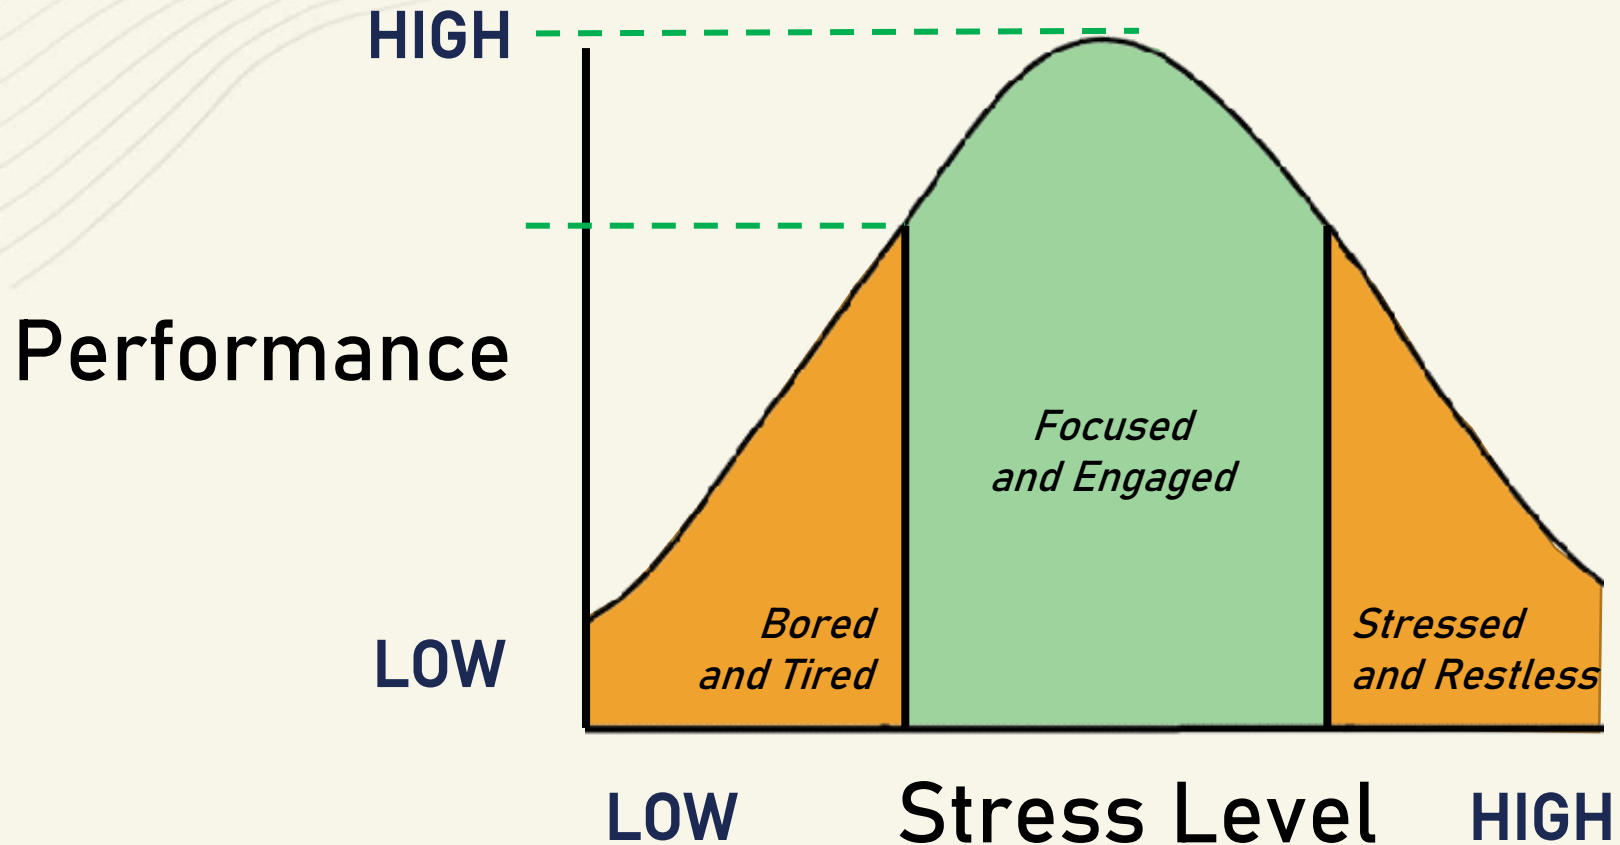 HIGH
Performance
Focused
and Engaged
Bored
and Tired
Stressed
and Restless
LOW
LOW
Stress Level
HIGH